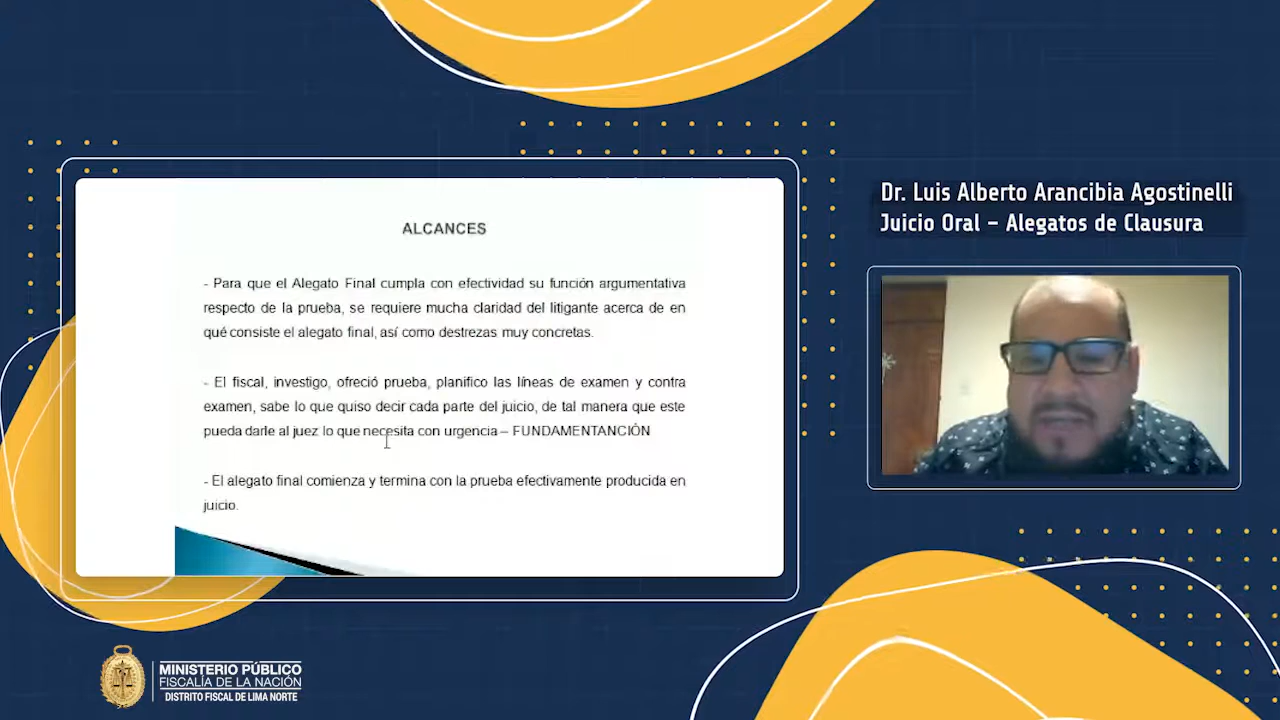 Dr. Luis Alberto Arancibia Agostinelli
Juicio Oral – Alegatos de Clausura
ALCANCES
- Para que el Alegato Final cumpla con efectividad su función argumentativa
respecto de la prueba, se requiere mucha claridad del litigante acerca de en
qué consiste el alegato final, así como destrezas muy concretas.
- El fiscal, investigo, ofreció prueba, planifico las líneas de examen y contra
examen, sabe lo que quiso decir cada parte del juicio, de tal manera que este
pueda darle al juez lo que necesita con urgencia – FUNDAMENTANCIÓN
- El alegato final comienza y termina con la prueba efectivamente producida en
juicio.
MINISTERIO PÚBLICO
FISCALÍA DE LA NACIÓN
DISTRITO FISCAL DE LIMA NORTE